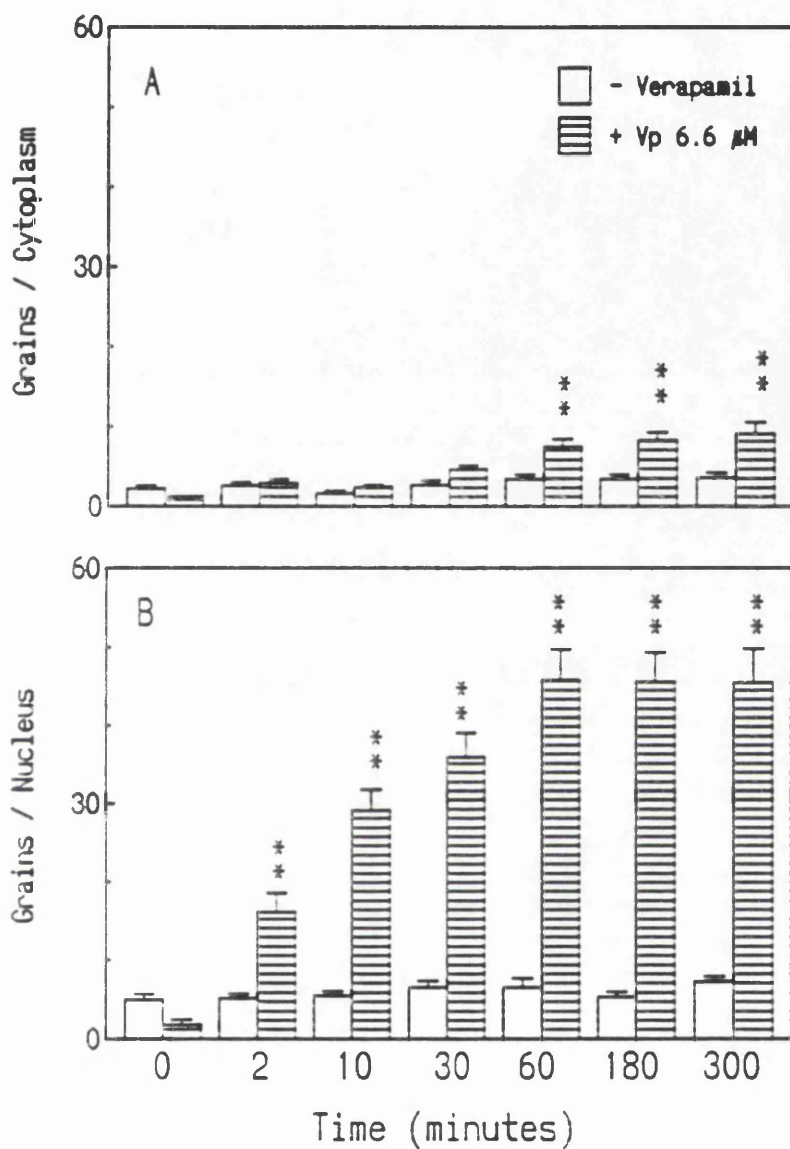 60
A
- Verapamil
+ Vp 6.6 µM
Grains / Cytoplasm
30
**
**
**
0
60
B
**
**
**
**
**
**
Grains / Nucleus
30
0
0 2 10 30 60 180 300
Time (minutes)